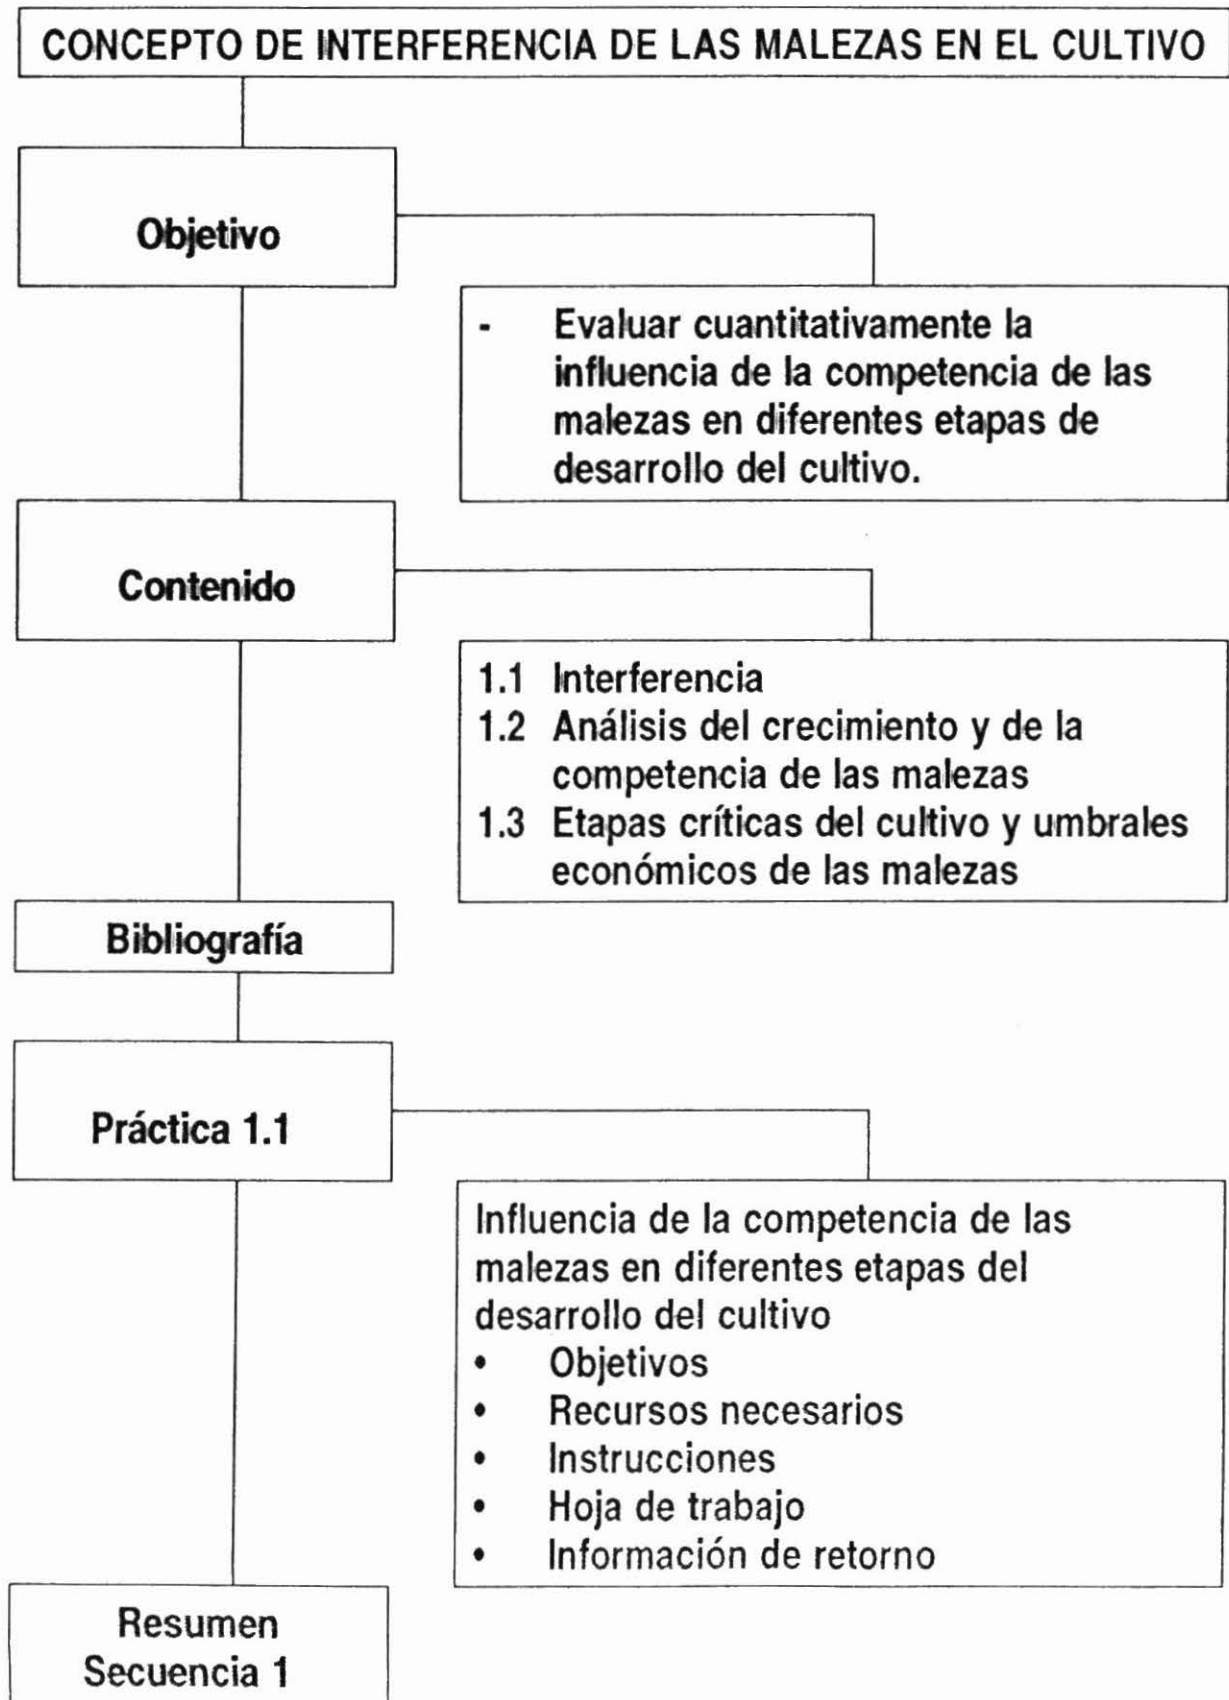 CONCEPTO DE INTERFERENCIA DE LAS MALEZAS EN EL CULTIVO
Objetivo
- Evaluar cuantitativamente la
influencia de la competencia de las
malezas en diferentes etapas de
desarrollo del cultivo.
Contenido
1.1 Interferencia
1.2 Análisis del crecimiento y de la
competencia de las malezas
1.3 Etapas críticas del cultivo y umbrales
económicos de las malezas
Bibliografía
Práctica 1.1
Influencia de la competencia de las
malezas en diferentes etapas del
desarrollo del cultivo
• Objetivos
• Recursos necesarios
• Instrucciones
• Hoja de trabajo
• Información de retorno
Resumen
Secuencia 1